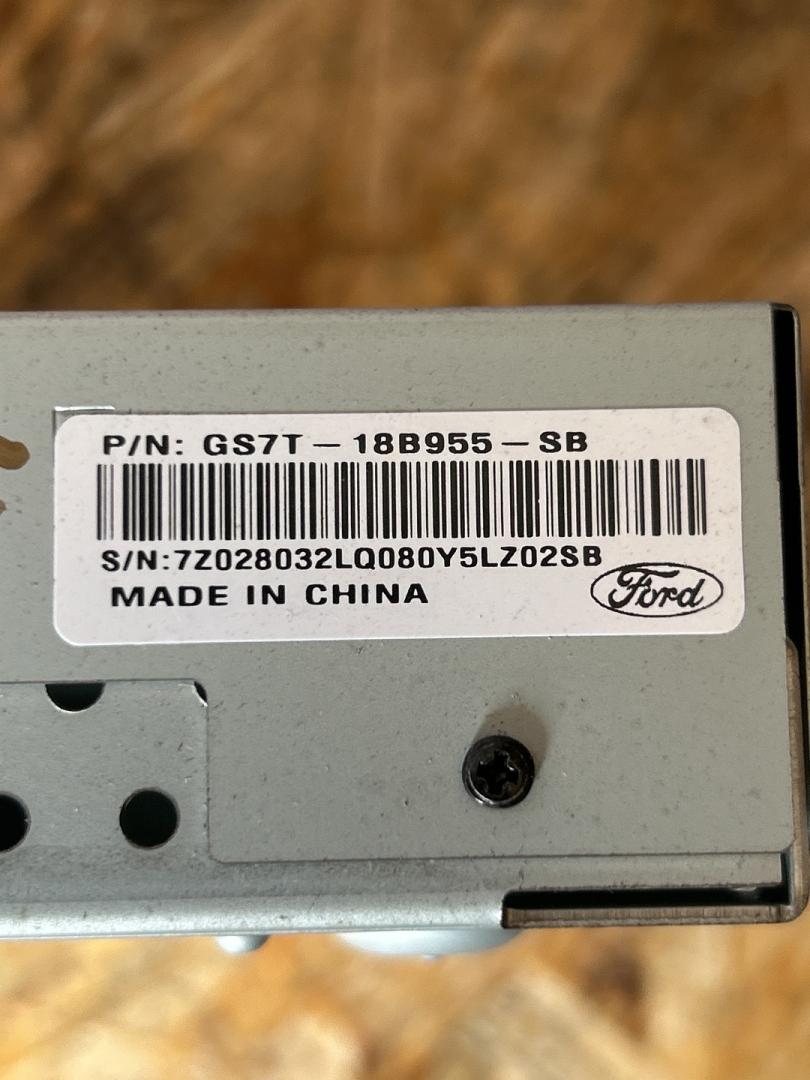 P/N: GS7T – 18B955 – SB
S/N:7Z028032LQ080Y5LZ02SB
MADE IN CHINA
Ford